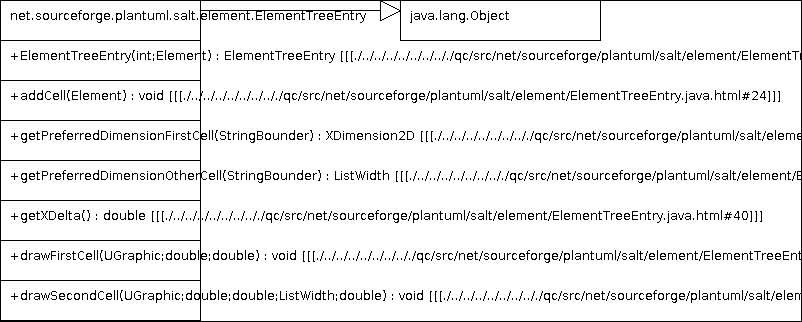 net.sourceforge.plantuml.salt.element.ElementTreeEntry
java.lang.Object
+ElementTreeEntry(int;Element) : ElementTreeEntry [[[./../../../../../../../../qc/src/net/sourceforge/plantuml/salt/element/ElementTr
+addCell(Element) : void [[[./../../../../../../../../qc/src/net/sourceforge/plantuml/salt/element/ElementTreeEntry.java.html#24]]]
+getPreferredDimensionFirstCell(StringBounder) : XDimension2D [[[./../../../../../../../../qc/src/net/sourceforge/plantuml/salt/eleme
+getPreferredDimensionOtherCell(StringBounder) : ListWidth [[[./../../../../../../../../qc/src/net/sourceforge/plantuml/salt/element/E
+getXDelta() : double [[[./../../../../../../../../qc/src/net/sourceforge/plantuml/salt/element/ElementTreeEntry.java.html#40]]]
+drawFirstCell(UGraphic;double;double) : void [[[./../../../../../../../../qc/src/net/sourceforge/plantuml/salt/element/ElementTreeEnt
+drawSecondCell(UGraphic;double;double;ListWidth;double) : void [[[./../../../../../../../../qc/src/net/sourceforge/plantuml/salt/elem